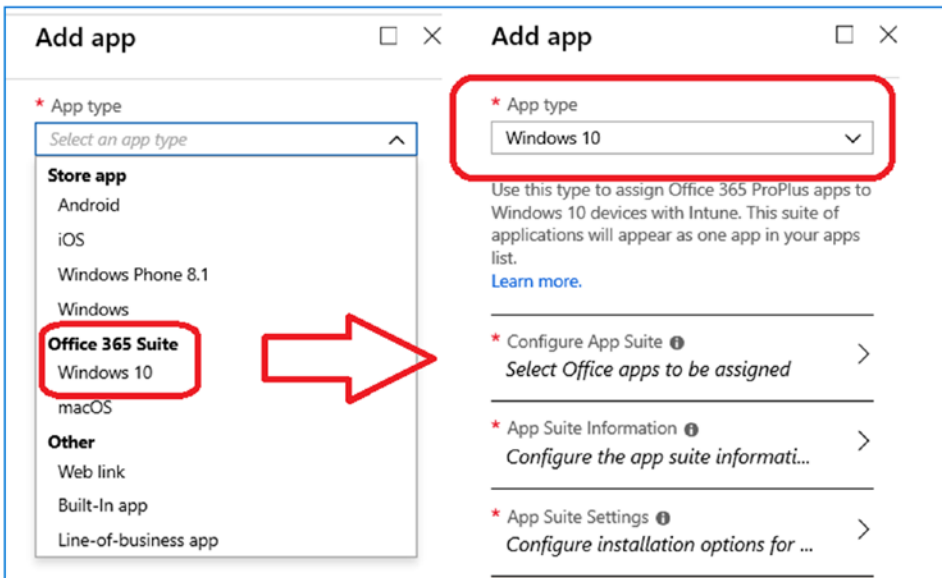 Add app
* App type
Select an app type
Store app
Android
iOS
Windows Phone 8.1
Windows
Office 365 Suite
Windows 10
macOS
Other
Web link
Built-In app
Line-of-business app
Add app
* App type
Windows 10
Use this type to assign Office 365 ProPlus apps to
Windows 10 devices with Intune. This suite of
applications will appear as one app in your apps
list.
Learn more.
* Configure App Suite
Select Office apps to be assigned
* App Suite Information
Configure the app suite informati...
* App Suite Settings
Configure installation options for ...